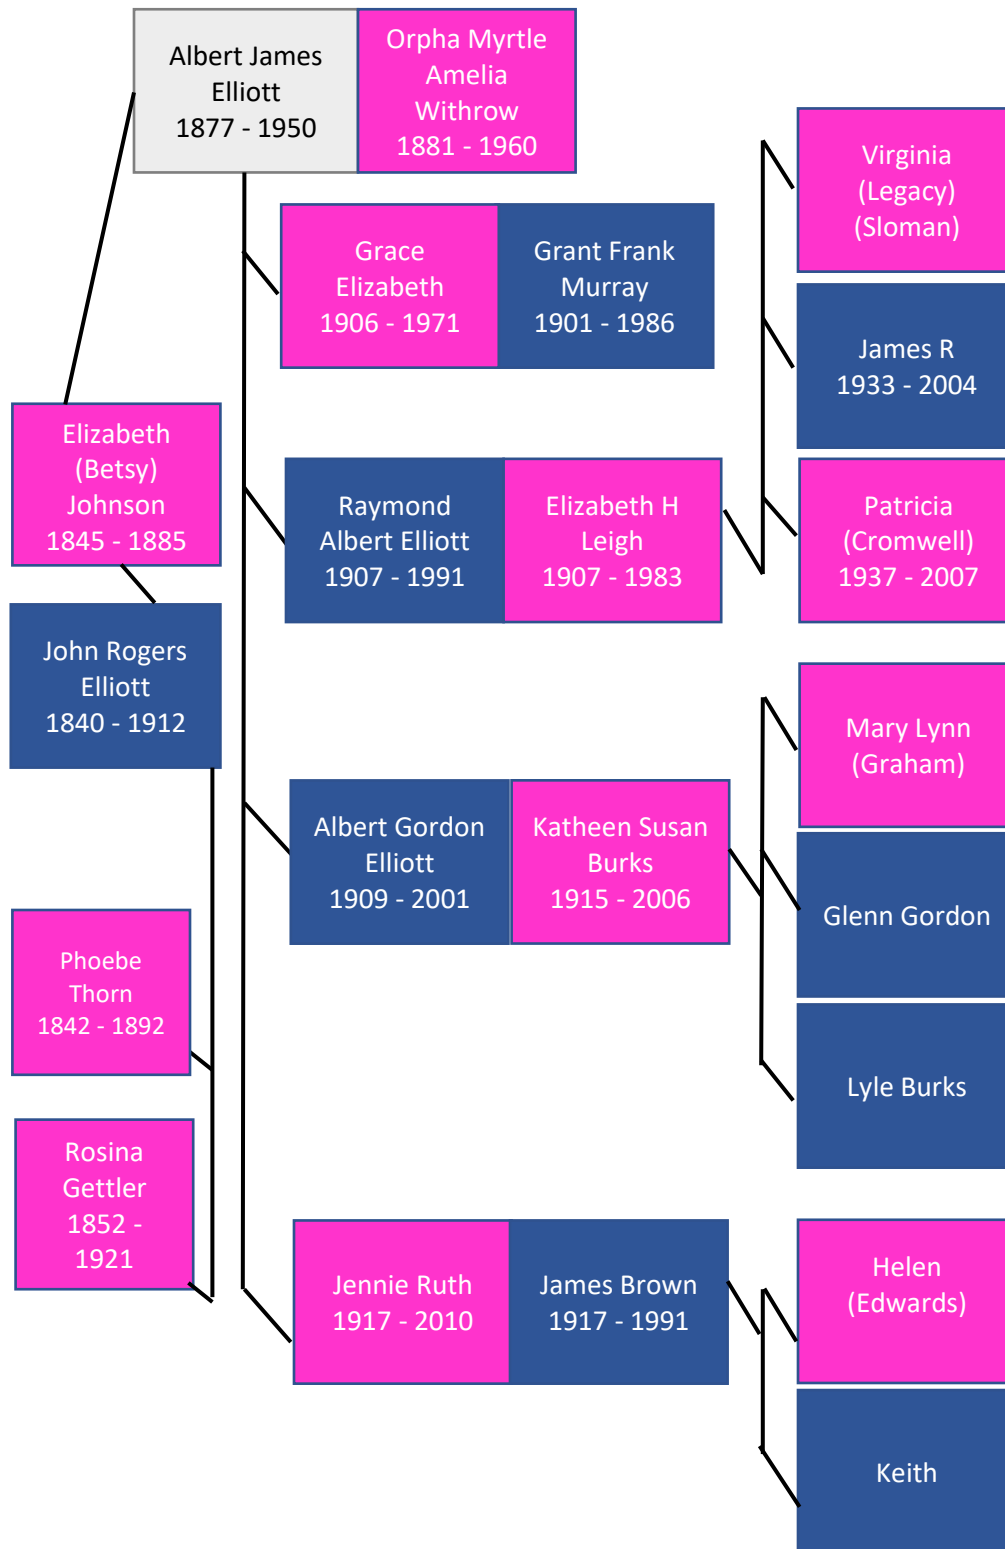 Albert James
Elliott
1877 - 1950
Orpha Myrtle
Amelia
Withrow
1881 - 1960
Grace
Elizabeth
1906 - 1971
Grant Frank
Murray
1901 - 1986
Virginia
(Legacy)
(Sloman)
James R
1933 - 2004
Elizabeth
(Betsy)
Johnson
1845 - 1885
Raymond
Albert Elliott
1907 - 1991
Elizabeth H
Leigh
1907 - 1983
Patricia
(Cromwell)
1937 - 2007
John Rogers
Elliott
1840 - 1912
Mary Lynn
(Graham)
Albert Gordon
Elliott
1909 - 2001
Katheen Susan
Burks
1915 - 2006
Glenn Gordon
Phoebe
Thorn
1842 - 1892
Lyle Burks
Rosina
Gettler
1852 -
1921
Jennie Ruth
1917 - 2010
James Brown
1917 - 1991
Helen
(Edwards)
Keith